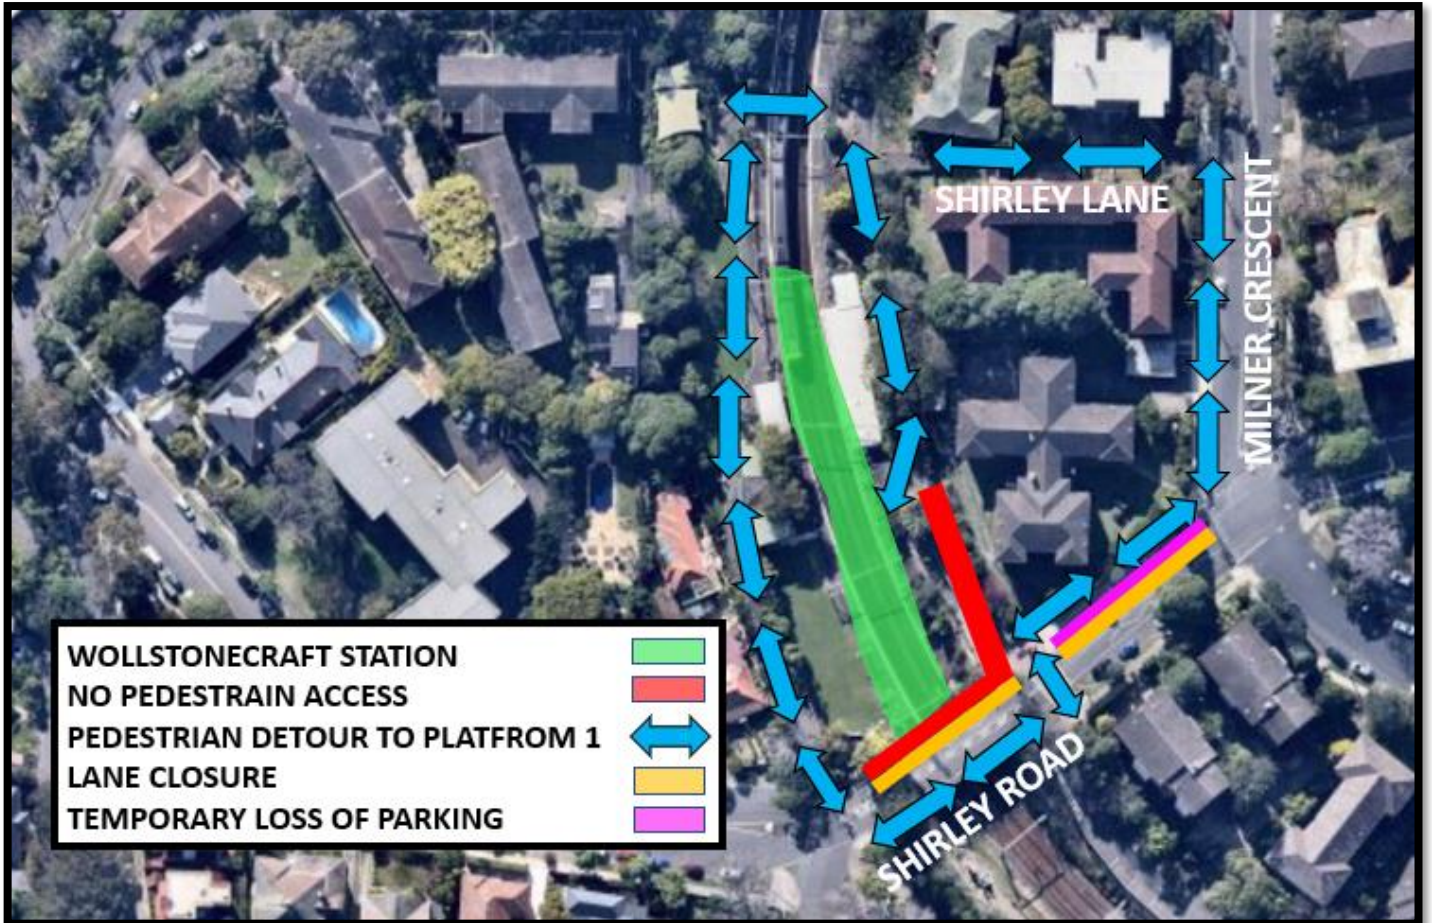 SHIRLEY LANE
MILNER CRESCENT
WOLLSTONECRAFT STATION
NO PEDESTRAIN ACCESS
PEDESTRIAN DETOUR TO PLATFROM 1
LANE CLOSURE
TEMPORARY LOSS OF PARKING
SHIRLEY ROAD